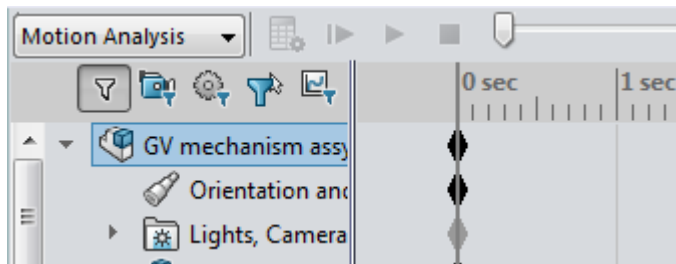 Motion Analysis
0 sec
1 sec
GV mechanism assy
Orientation and
Lights, Camera